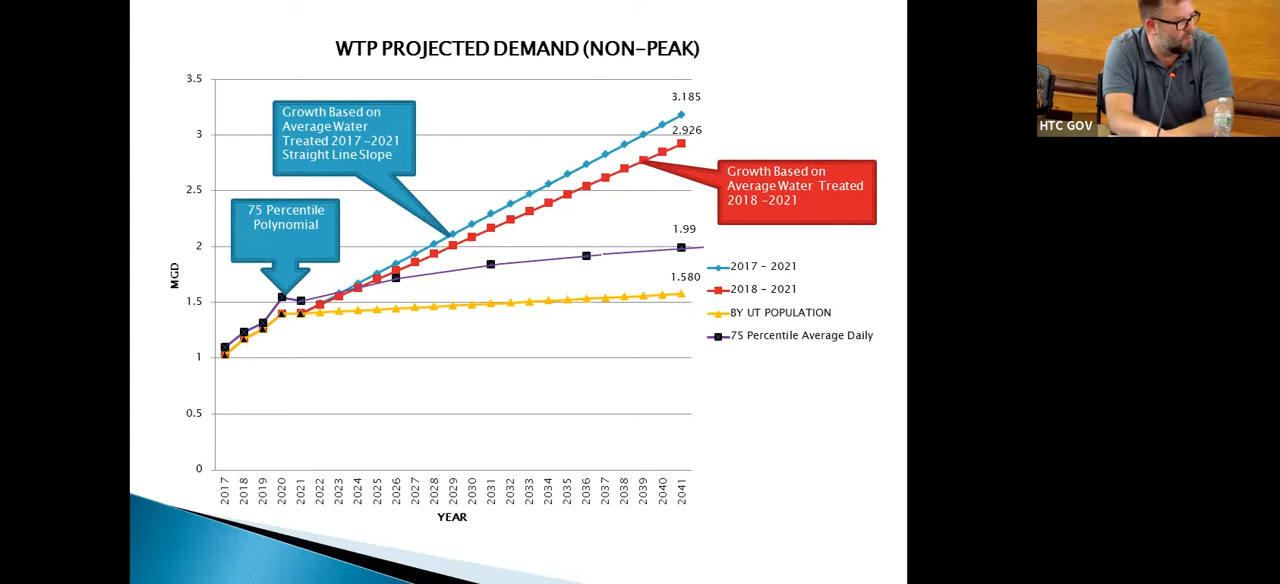 WTP PROJECTED DEMAND (NON-PEAK)
MGD
3.5
3
2.5
2
1.5
1
0.5
0
Growth Based on
Average Water
Treated 2017 -2021
Straight Line Slope
75 Percentile
Polynomial
3.185
2.926
1.99
1.580
Growth Based on
Average Water Treated
2018 -2021
2017 - 2021
2018 - 2021
BY UT POPULATION
75 Percentile Average Daily
2017
2018
2019
2020
2021
2022
2023
2024
2025
2026
2027
2028
2029
2030
2031
2032
2033
2034
2035
2036
2037
2038
2039
2040
2041
YEAR
HTC GOV